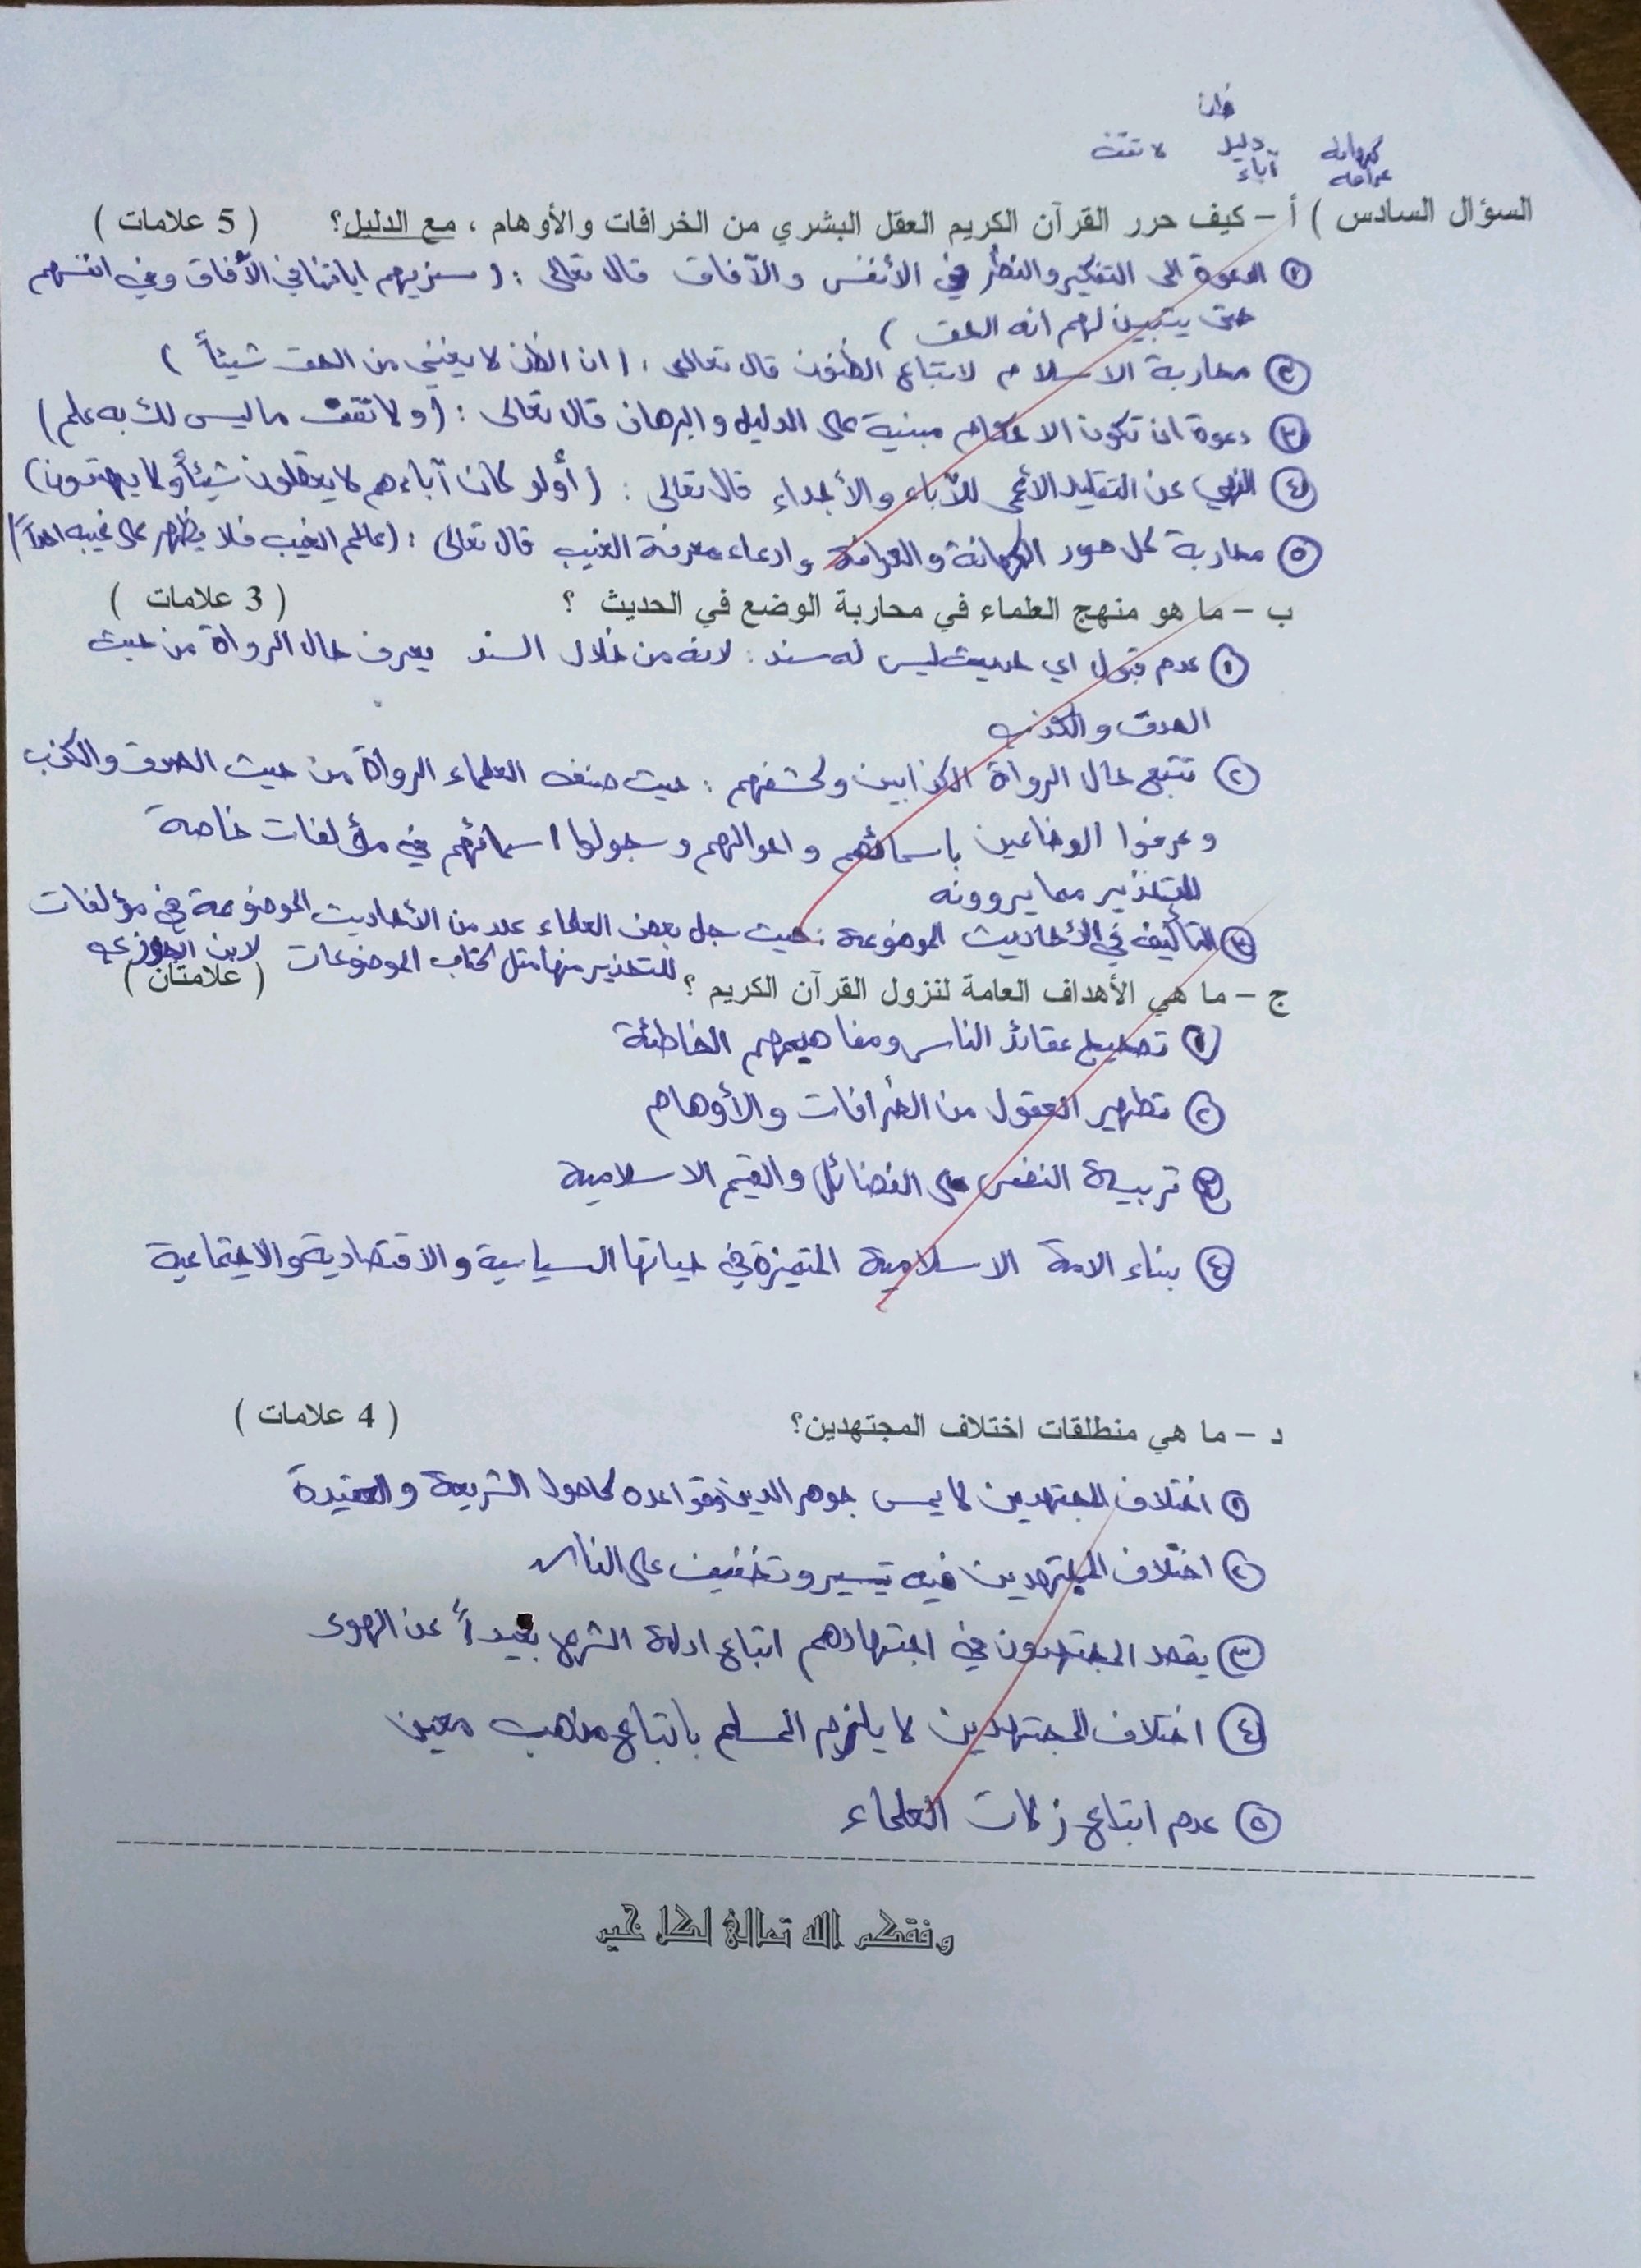 ظن
كهانة دليل لا تقف
عرافة آباء
السؤال السادس ) أ – كيف حرر القرآن الكريم العقل البشري من الخرافات والأوهام ، مع الدليل؟ ( 5 علامات )
① الدعوة الى التفكير والنظر في الأنفس والآفاق قال تعالى : ( سنريهم اياتنا في الآفاق وفي انفسهم
حتى يتبين لهم انه الحق )
② محاربة الاسلام لاتباع الظنون قال تعالى : ( ان الظن لا يغني من الحق شيئاً )
③ دعوة ان تكون الاحكام مبنية على الدليل والبرهان قال تعالى : ( ولا تقف ما ليس لك به علم )
④ النهي عن التقليد الأعمى للآباء والأجداء قال تعالى : ( أولو كان آباءهم لا يعقلون شيئاً ولا يهتدون )
⑤ محاربة كل صور الكهانة والعرافة وادعاء معرفة الغيب قال تعالى : ( عالم الغيب فلا يظهر على غيبه احداً )
ب – ما هو منهج العلماء في محاربة الوضع في الحديث ؟ ( 3 علامات )
① عدم قبول اي حديث ليس له سند : لانه من خلال السند يعرف حال الرواة من حيث
الصدق والكذب
② تتبع حال الرواة الكذابين وكشفهم : حيث صنف العلماء الرواة من حيث الصدق والكذب
وعرفوا الوضاعين باسمائهم واحوالهم وسجلوا اسمائهم في مؤلفات خاصة
للتحذير مما يروونه
③ التأليف في الأحاديث الموضوعة : حيث جمل بعض العلماء عدد من الأحاديث الموضوعة في مؤلفات
للتحذير منها مثل كتاب الموضوعات لابن الجوزي
ج – ما هي الأهداف العامة لنزول القرآن الكريم ؟ ( علامتان )
① تصحيح عقائد الناس ومفاهيمهم الخاطئة
② تطهير العقول من الخرافات والأوهام
③ تربية النفس على الفضائل والقيم الاسلامية
④ بناء الامة الاسلامية المتميزة في حياتها السياسية والاقتصادية والاجتماعية
د – ما هي منطلقات اختلاف المجتهدين؟ ( 4 علامات )
① اختلاف المجتهدين لا يمس جوهر الدين وقواعده كاصول الشريعة والعقيدة
② اختلاف المجتهدين فيه تيسير وتخفيف على الناس
③ يقصد المجتهدون في اجتهادهم اتباع ادلة الشرع بعيداً عن الهوى
④ اختلاف المجتهدين لا يلزم المسلم باتباع مذهب معين
⑤ عدم اتباع زلات العلماء
وفقكم الله تعالى لكل خير